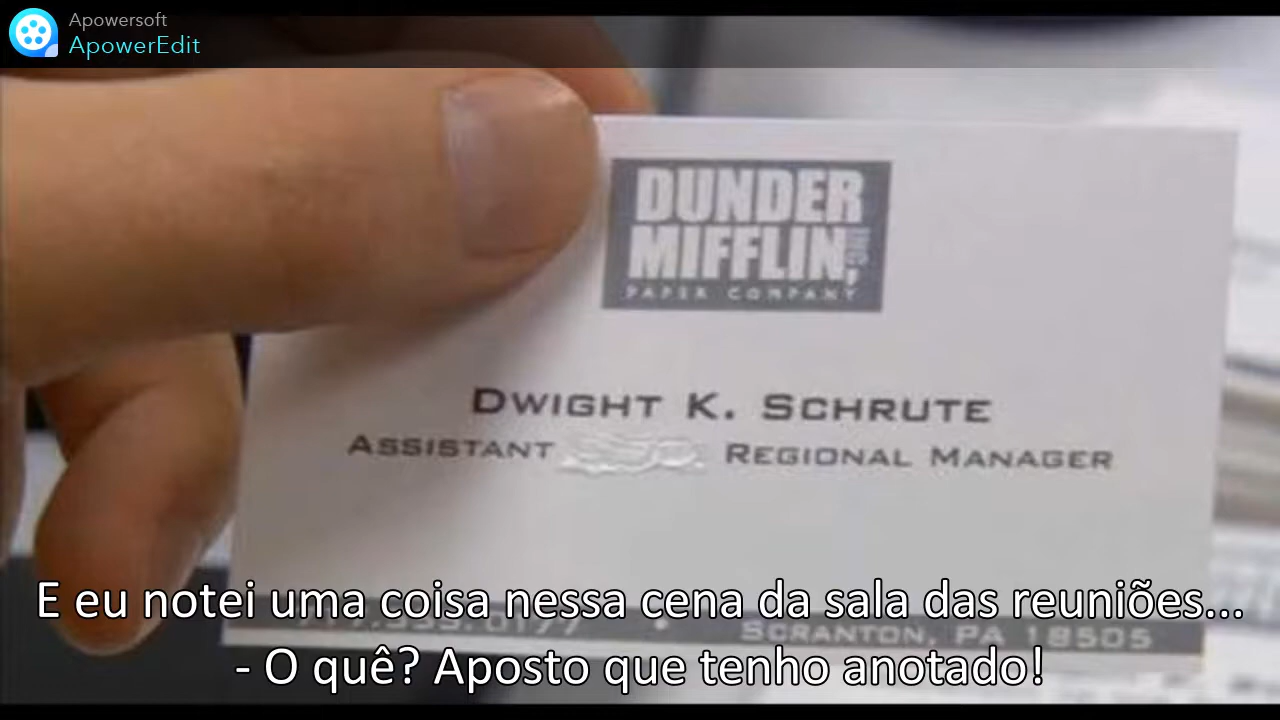 Apowersoft
ApowerEdit
DUNDER
MIFFLIN, INC
PAPER COMPANY
DWIGHT K. SCHRUTE
ASSISTANT REGIONAL MANAGER
SCRANTON, PA 18505
E eu notei uma coisa nessa cena da sala das reuniões...
- O quê? Aposto que tenho anotado!